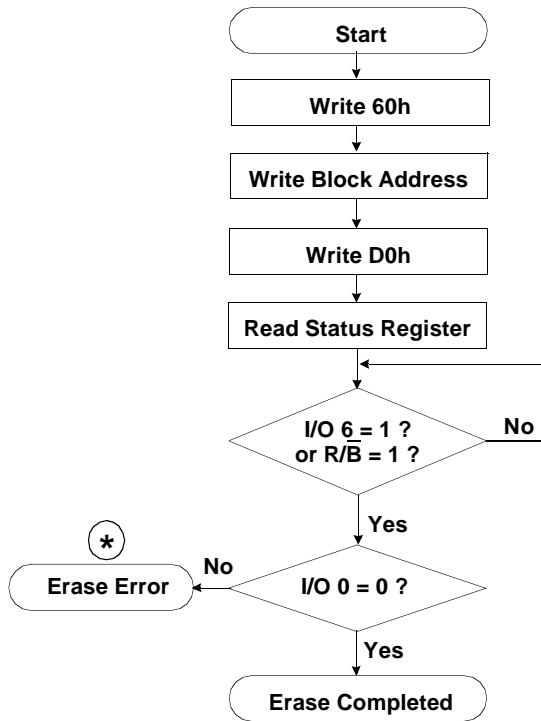 Start
Write 60h
Write Block Address
Write D0h
Read Status Register
I/O 6 = 1 ?
or R/B̅ = 1 ?
No
Yes
*
Erase Error
No
I/O 0 = 0 ?
Yes
Erase Completed